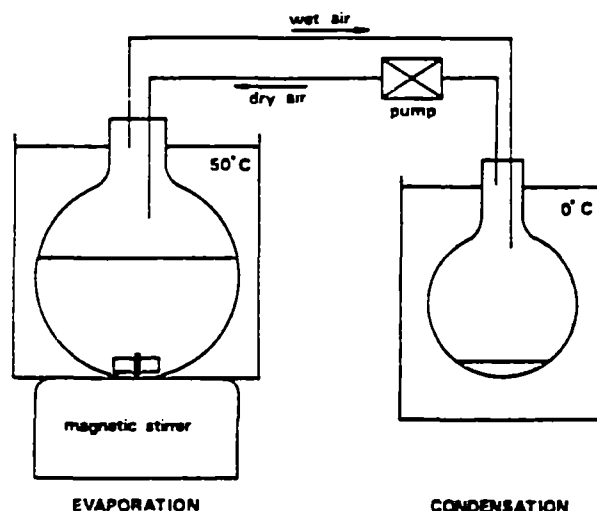 wet air
dry air
pump
50°C
0°C
magnetic stirrer
EVAPORATION
CONDENSATION